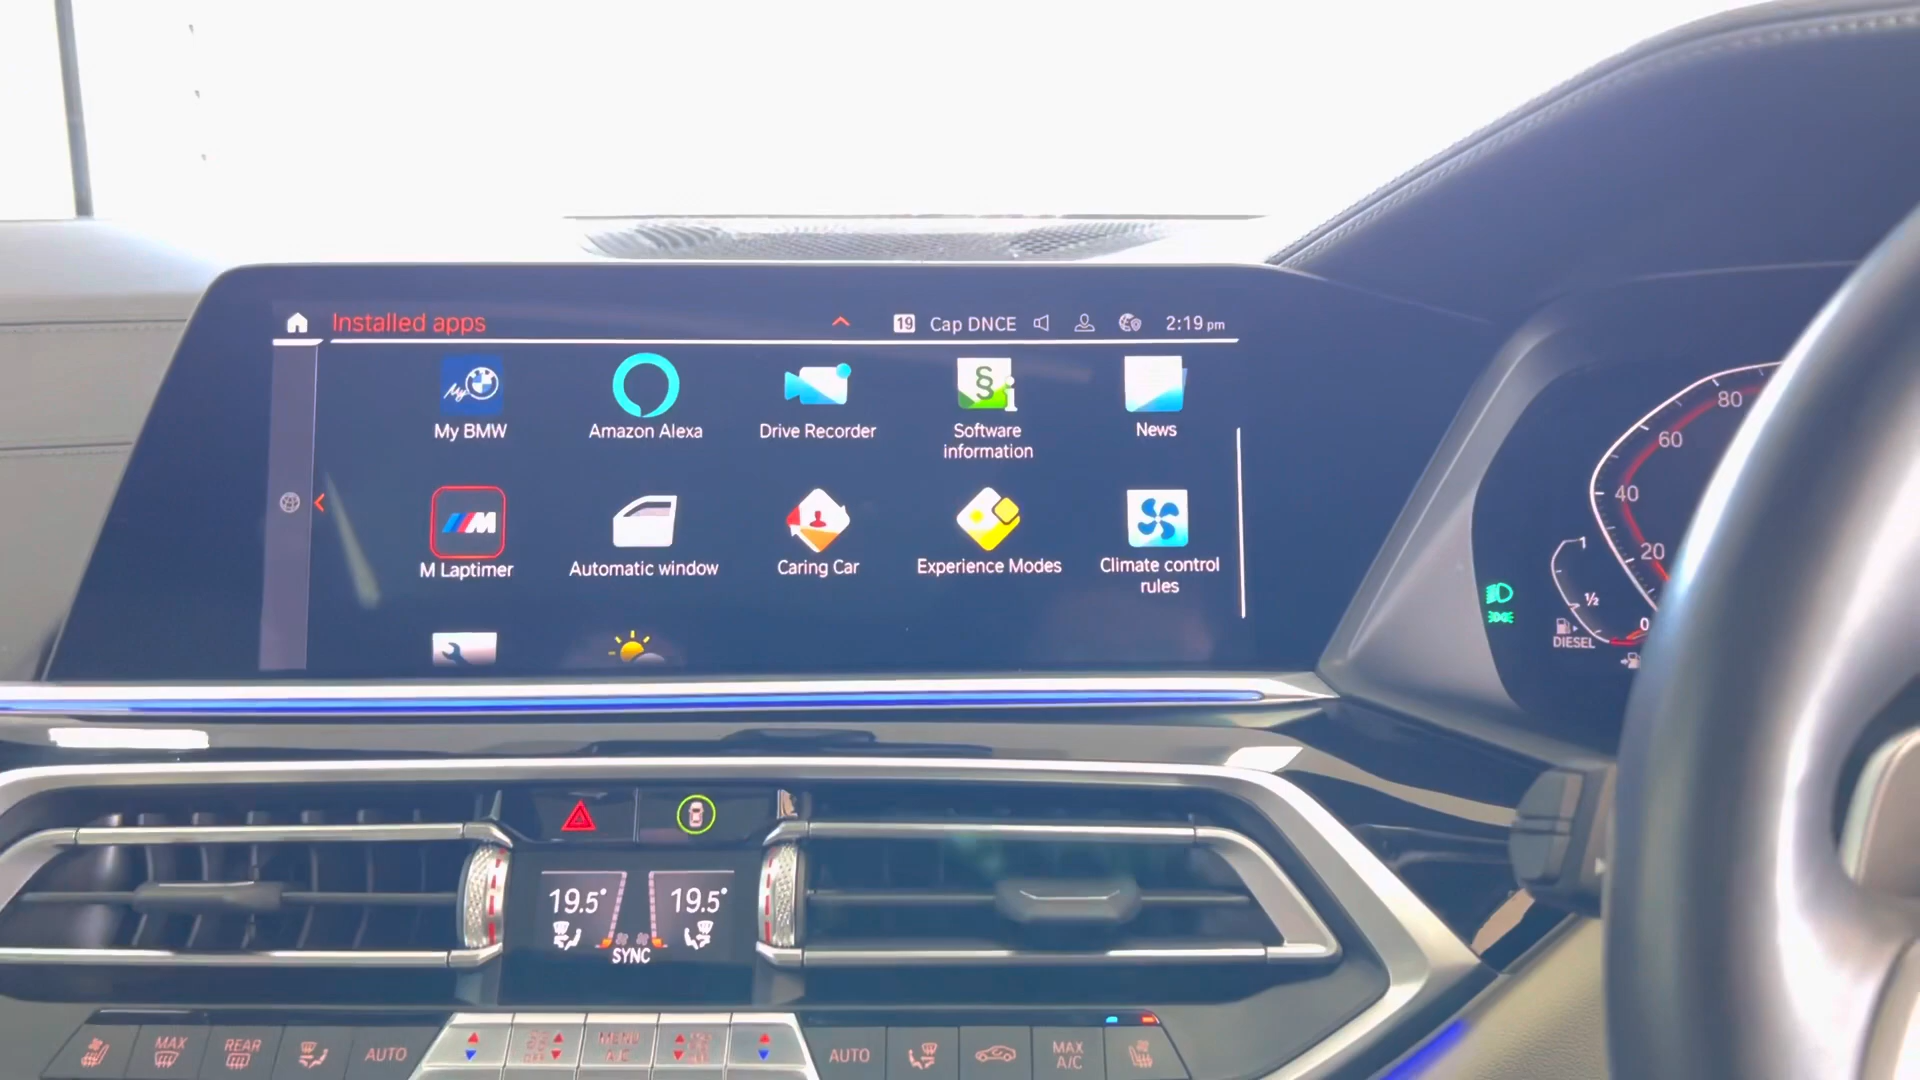 Installed apps
19 Cap DNCE 2:19 pm
My BMW
Amazon Alexa
Drive Recorder
§ i
Software
information
News
M
M Laptimer
Automatic window
Caring Car
Experience Modes
Climate control
rules
80
60
40
20
0
1
1/2
DIESEL
19.5°
19.5°
SYNC
MAX
REAR
AUTO
MENU
A/C
AUTO
MAX
A/C